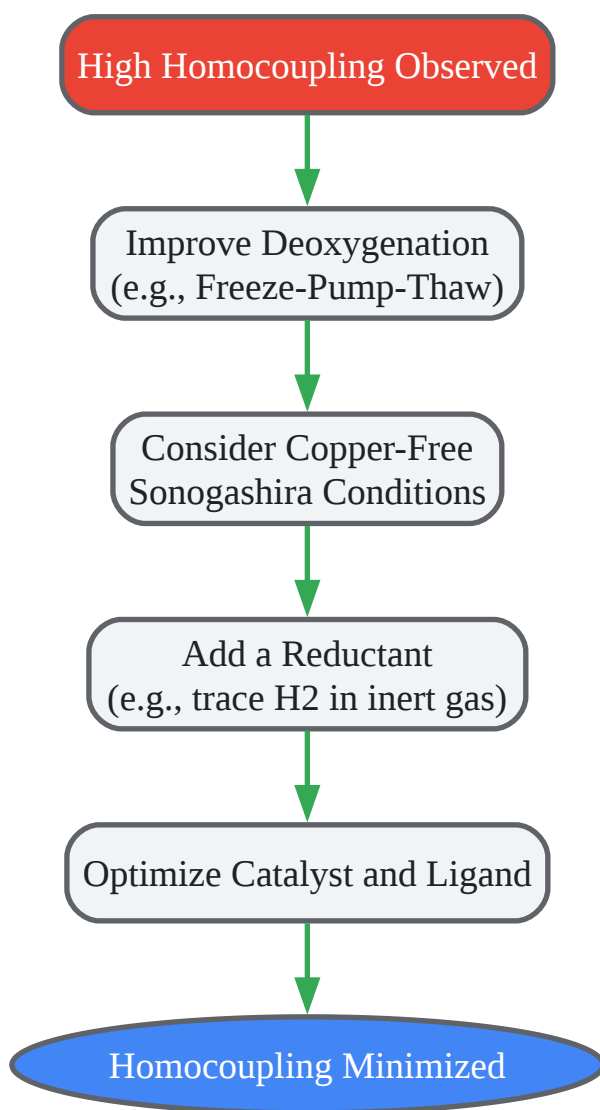 High Homocoupling Observed
Improve Deoxygenation
(e.g., Freeze-Pump-Thaw)
Consider Copper-Free
Sonogashira Conditions
Add a Reductant
(e.g., trace H2 in inert gas)
Optimize Catalyst and Ligand
Homocoupling Minimized